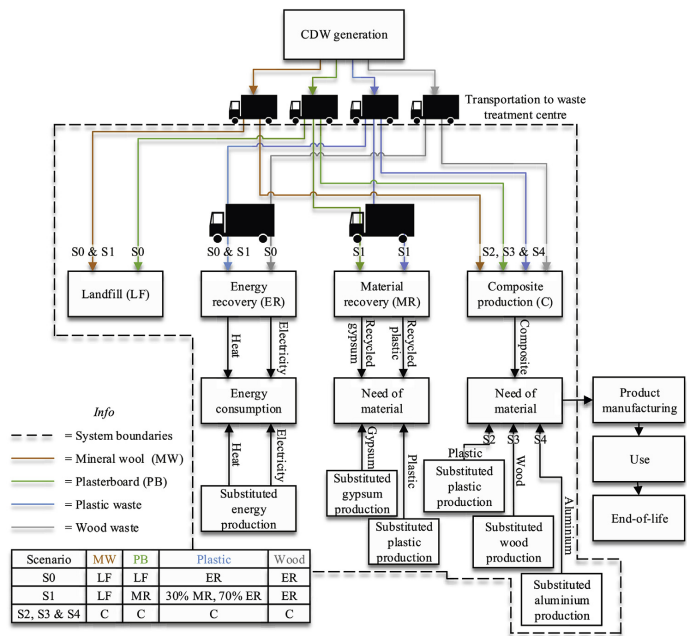 CDW generation
Transportation to waste
treatment centre
S0 & S1
S0
S0 & S1
S0
S1
S1
S2, S3 & S4
Landfill (LF)
Energy
recovery (ER)
Material
recovery (MR)
Composite
production (C)
Heat
Electricity
Recycled
gypsum
Recycled
plastic
Composite
Energy
consumption
Need of
material
Need of
material
Product
manufacturing
Use
End-of-life
Heat
Electricity
Gypsum
Plastic
S2
S3
S4
Plastic
Wood
Aluminium
Substituted
energy
production
Substituted
gypsum
production
Substituted
plastic
production
Substituted
plastic
production
Substituted
wood
production
Substituted
aluminium
production
Info
= System boundaries
= Mineral wool (MW)
= Plasterboard (PB)
= Plastic waste
= Wood waste
Scenario MW PB Plastic Wood
S0 LF LF ER ER
S1 LF MR 30% MR, 70% ER ER
S2, S3 & S4 C C C C